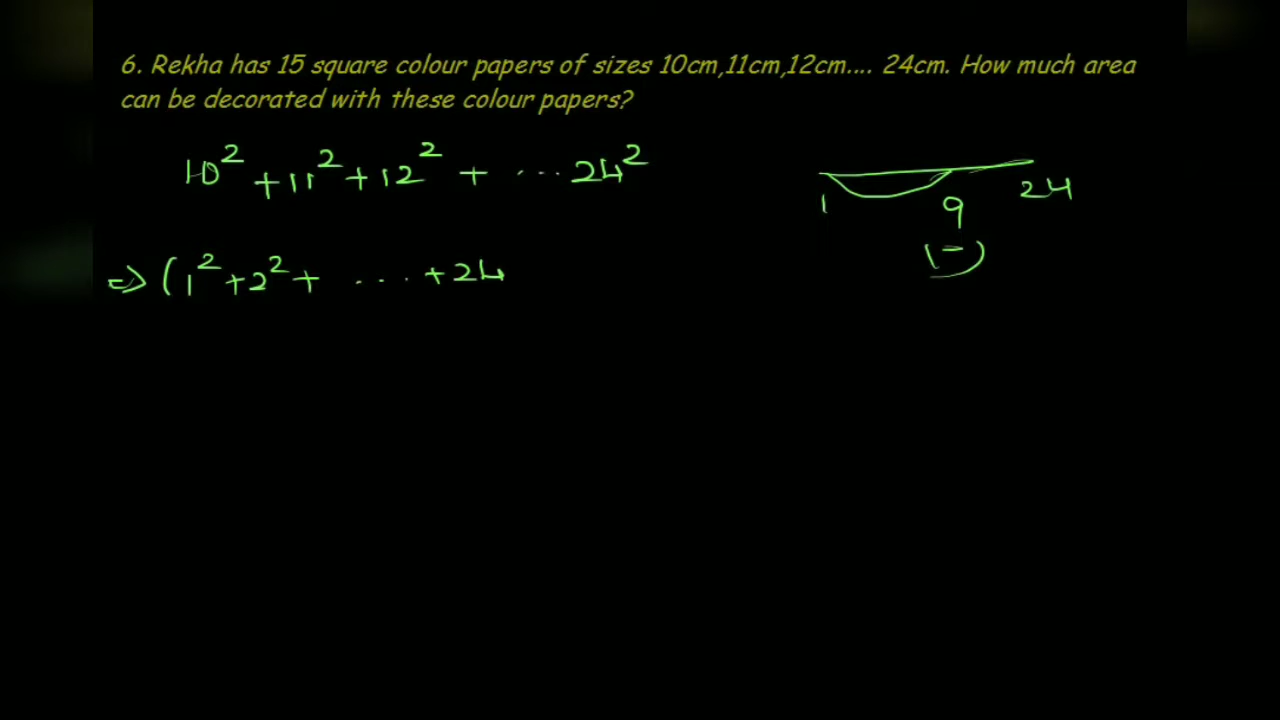 6. Rekha has 15 square colour papers of sizes 10cm,11cm,12cm.... 24cm. How much area
can be decorated with these colour papers?
10² + 11² + 12² + ... 24²
1 9 24
(-)
⇒ (1² + 2² + .... + 24